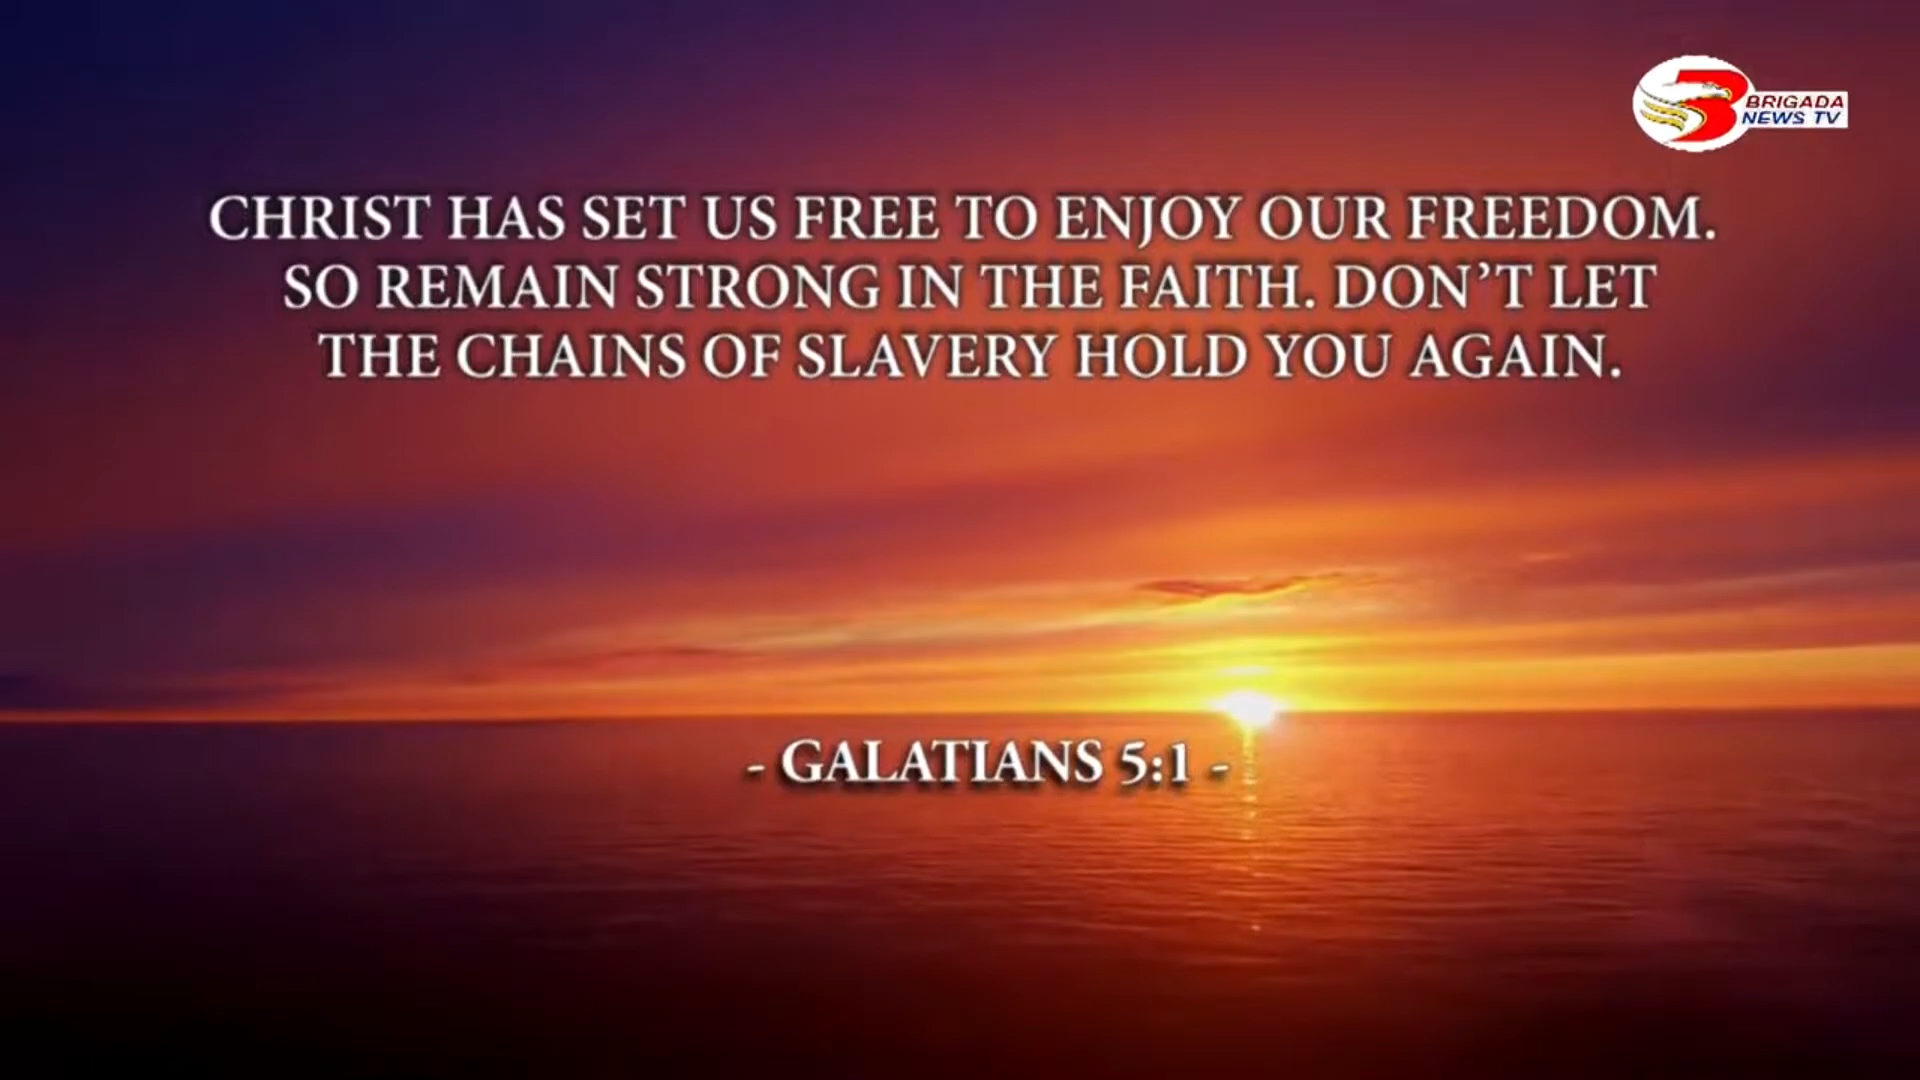 BRIGADA
NEWS TV
CHRIST HAS SET US FREE TO ENJOY OUR FREEDOM.
SO REMAIN STRONG IN THE FAITH. DON’T LET
THE CHAINS OF SLAVERY HOLD YOU AGAIN.
- GALATIANS 5:1 -